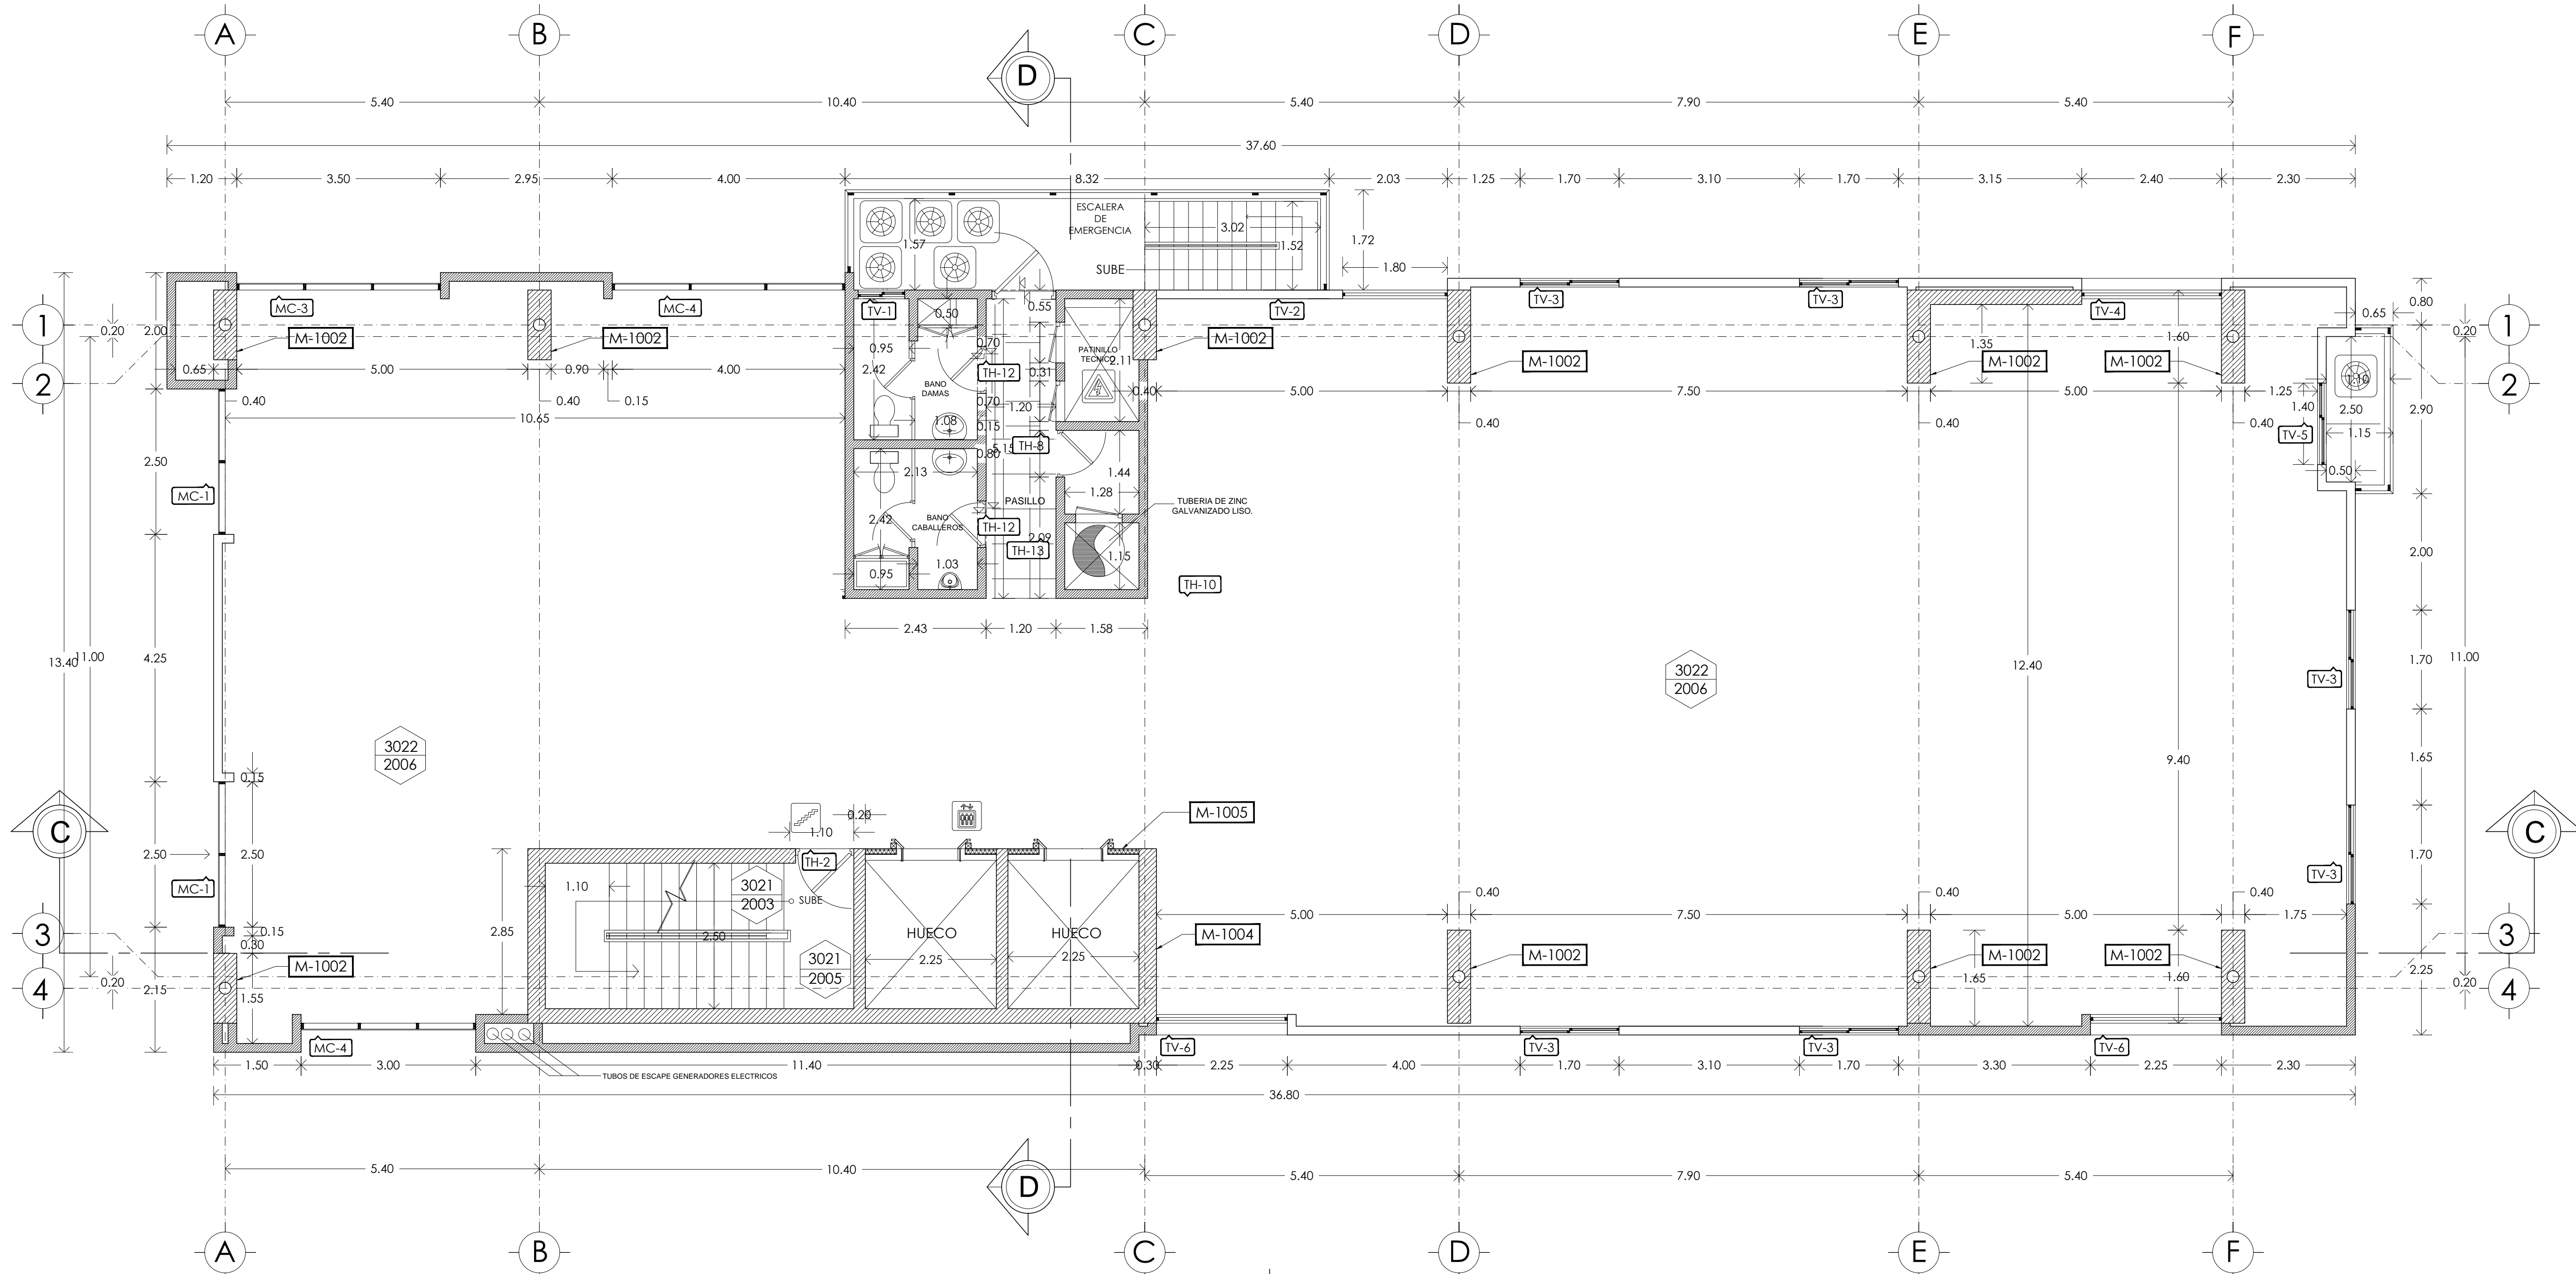 A B C D E F
D
5.40 10.40 5.40 7.90 5.40
37.60
1.20 3.50 2.95 4.00 8.32 2.03 1.25 1.70 3.10 1.70 3.15 2.40 2.30
ESCALERA
DE
EMERGENCIA
3.02
1.57
1.52
1.72
SUBE
1.80
MC-3
MC-4
TV-1
0.50
0.55
TV-2
TV-3
TV-3
TV-4
0.80
0.65
1
0.20
2.00
M-1002
M-1002
0.95
0.70
PATINILLO
TECNICO
2.11
M-1002
1.35
1.60
0.20
1
2
0.65
5.00
0.90
4.00
2.42
TH-12
0.31
M-1002
M-1002
M-1002
1.10
2
0.40
0.40
0.15
BANO
DAMAS
0.70
1.20
0.40
5.00
7.50
5.00
1.25
10.65
1.08
0.15
0.40
0.40
0.40
1.40
2.50
2.90
TH-8
5.15
0.80
TV-5
1.15
2.50
2.13
1.44
0.50
MC-1
1.28
PASILLO
TUBERIA DE ZINC
GALVANIZADO LISO.
2.42
BANO
CABALLEROS
TH-12
2.09
TH-13
1.15
2.00
0.95
1.03
TH-10
2.43 1.20 1.58
13.40
11.00
4.25
12.40
1.70
11.00
3022
2006
TV-3
3022
2006
9.40
1.65
0.15
C
C
0.20
1.10
M-1005
1.70
2.50
2.50
TH-2
TV-3
MC-1
1.10
3021
2003
SUBE
0.40
0.40
0.40
5.00
7.50
5.00
1.75
3
0.15
0.30
2.85
2.50
HUECO
HUECO
M-1004
3
3021
2005
2.25
2.25
M-1002
M-1002
M-1002
M-1002
4
0.20
2.15
1.55
1.65
1.60
2.25
0.20
4
MC-4
TV-6
TV-3
TV-3
TV-6
1.50 3.00 11.40 0.30 2.25 4.00 1.70 3.10 1.70 3.30 2.25 2.30
TUBOS DE ESCAPE GENERADORES ELECTRICOS
36.80
5.40 10.40 5.40 7.90 5.40
D
A B C D E F